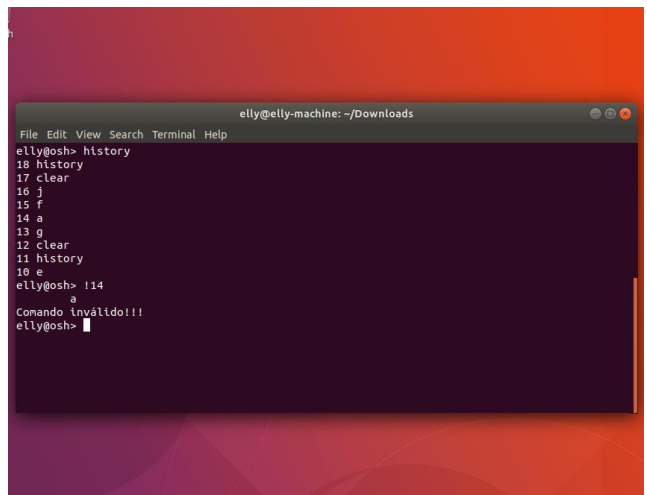 h
elly@elly-machine: ~/Downloads
File Edit View Search Terminal Help
elly@osh> history
18 history
17 clear
16 j
15 f
14 a
13 g
12 clear
11 history
10 e
elly@osh> !14
a
Comando inválido!!!
elly@osh>